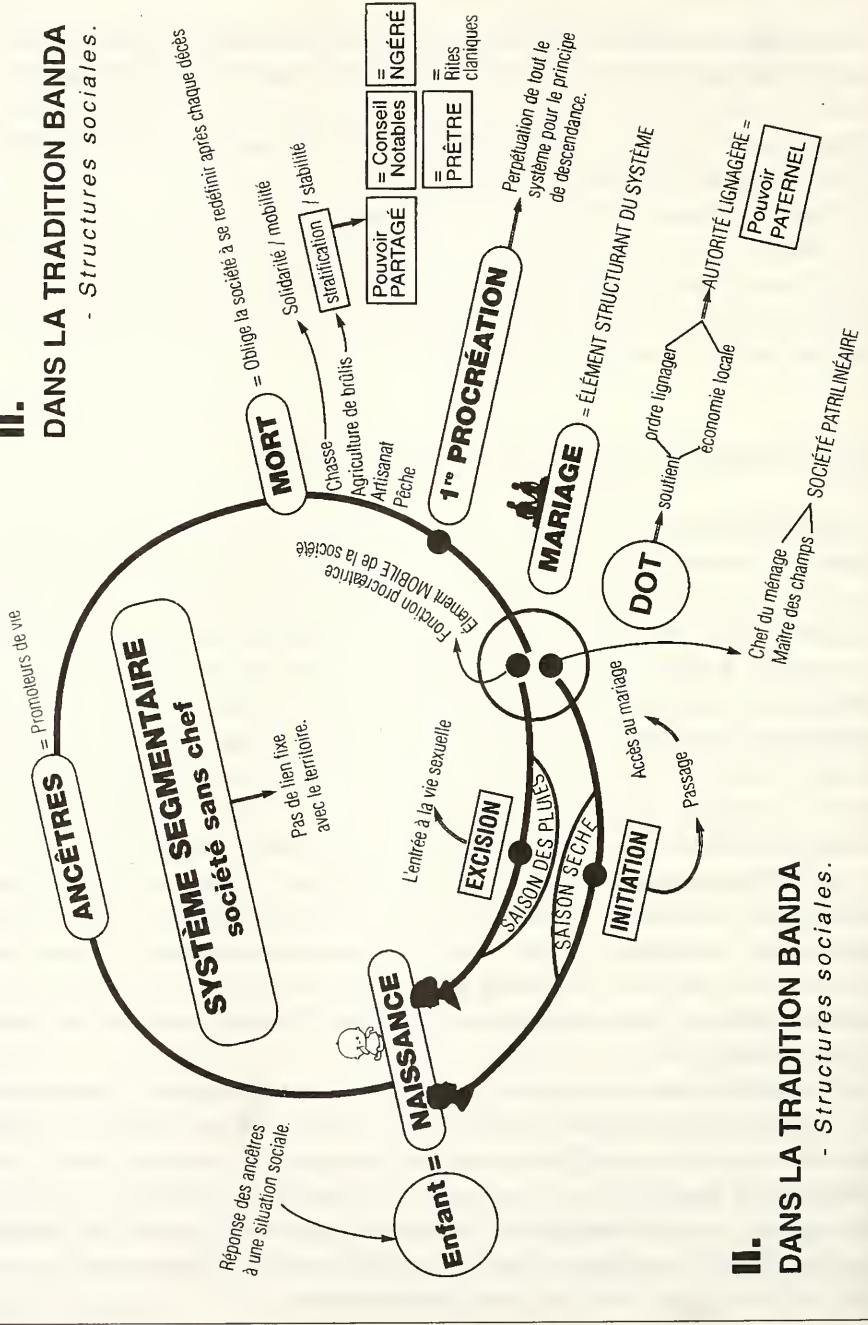 II.
DANS LA TRADITION BANDA
- Structures sociales.
ANCÊTRES
= Promoteurs de vie
SYSTÈME SEGMENTAIRE
société sans chef
Pas de lien fixe
avec le territoire.
MORT
= Oblige la société à se redéfinir après chaque décès
Chasse
Agriculture de brûlis
Artisanat
Pêche
Solidarité / mobilité
stratification / stabilité
Pouvoir
PARTAGÉ
= Conseil
Notables
= NGÉRÉ
= PRÊTRE
= Rites
claniques
1re PROCRÉATION
Perpétuation de tout le
système pour le principe
de descendance.
Fonction procréatrice
Élément MOBILE de la société
MARIAGE
= ÉLÉMENT STRUCTURANT DU SYSTÈME
DOT
soutient
ordre lignager
économie locale
AUTORITÉ LIGNAGÈRE =
Pouvoir
PATERNEL
Chef du ménage
Maître des champs
SOCIÉTÉ PATRILINÉAIRE
Réponse des ancêtres
à une situation sociale.
Enfant =
NAISSANCE
L'entrée à la vie sexuelle
EXCISION
SAISON DES PLUIES
SAISON SÈCHE
INITIATION
Passage
Accès au mariage
II.
DANS LA TRADITION BANDA
- Structures sociales.